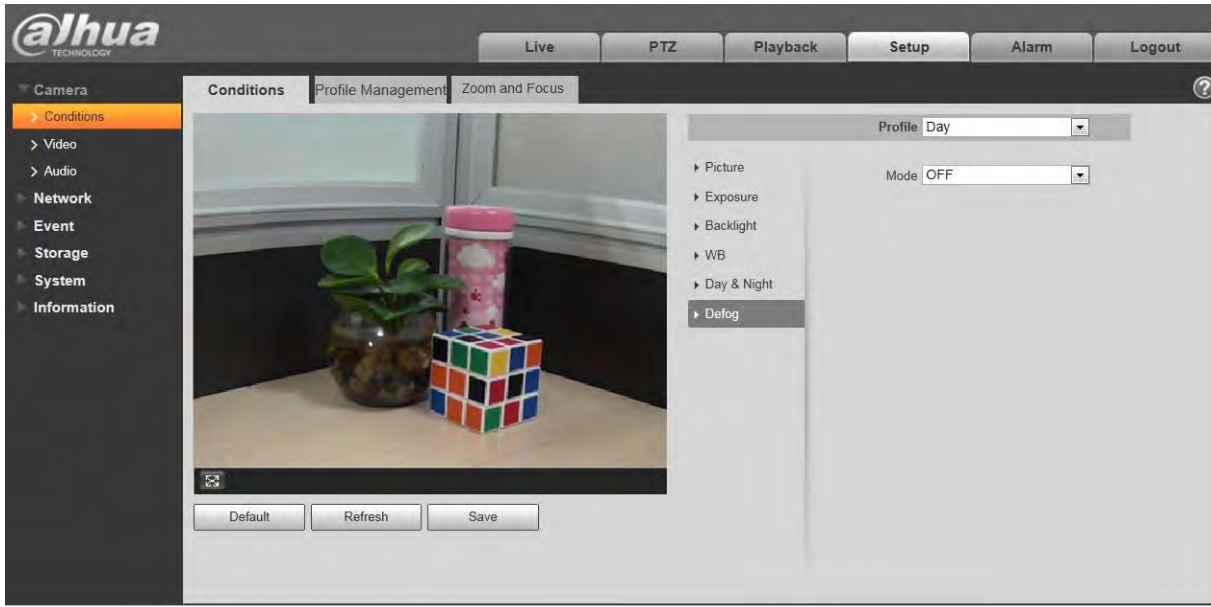 alhua
TECHNOLOGY
Live
PTZ
Playback
Setup
Alarm
Logout
?
Camera
Conditions
Video
Audio
Network
Event
Storage
System
Information
Conditions
Profile Management
Zoom and Focus
Profile Day
Picture
Exposure
Backlight
WB
Day & Night
Defog
Mode OFF
Default
Refresh
Save